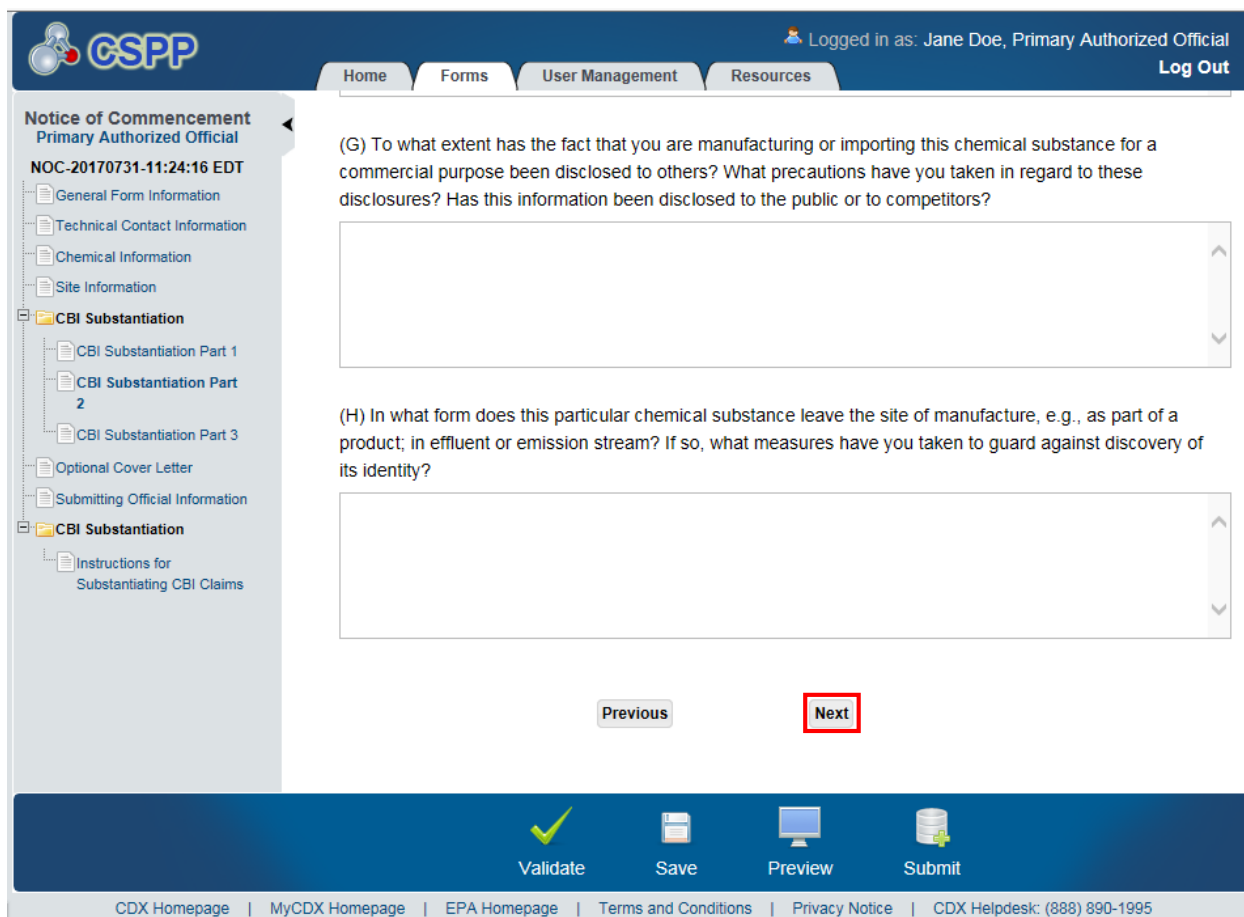 CSPP
Logged in as: Jane Doe, Primary Authorized Official
Log Out
Home
Forms
User Management
Resources
Notice of Commencement
Primary Authorized Official
NOC-20170731-11:24:16 EDT
General Form Information
Technical Contact Information
Chemical Information
Site Information
CBI Substantiation
CBI Substantiation Part 1
CBI Substantiation Part
2
CBI Substantiation Part 3
Optional Cover Letter
Submitting Official Information
CBI Substantiation
Instructions for
Substantiating CBI Claims
(G) To what extent has the fact that you are manufacturing or importing this chemical substance for a
commercial purpose been disclosed to others? What precautions have you taken in regard to these
disclosures? Has this information been disclosed to the public or to competitors?
(H) In what form does this particular chemical substance leave the site of manufacture, e.g., as part of a
product; in effluent or emission stream? If so, what measures have you taken to guard against discovery of
its identity?
Previous
Next
Validate
Save
Preview
Submit
CDX Homepage | MyCDX Homepage | EPA Homepage | Terms and Conditions | Privacy Notice | CDX Helpdesk: (888) 890-1995